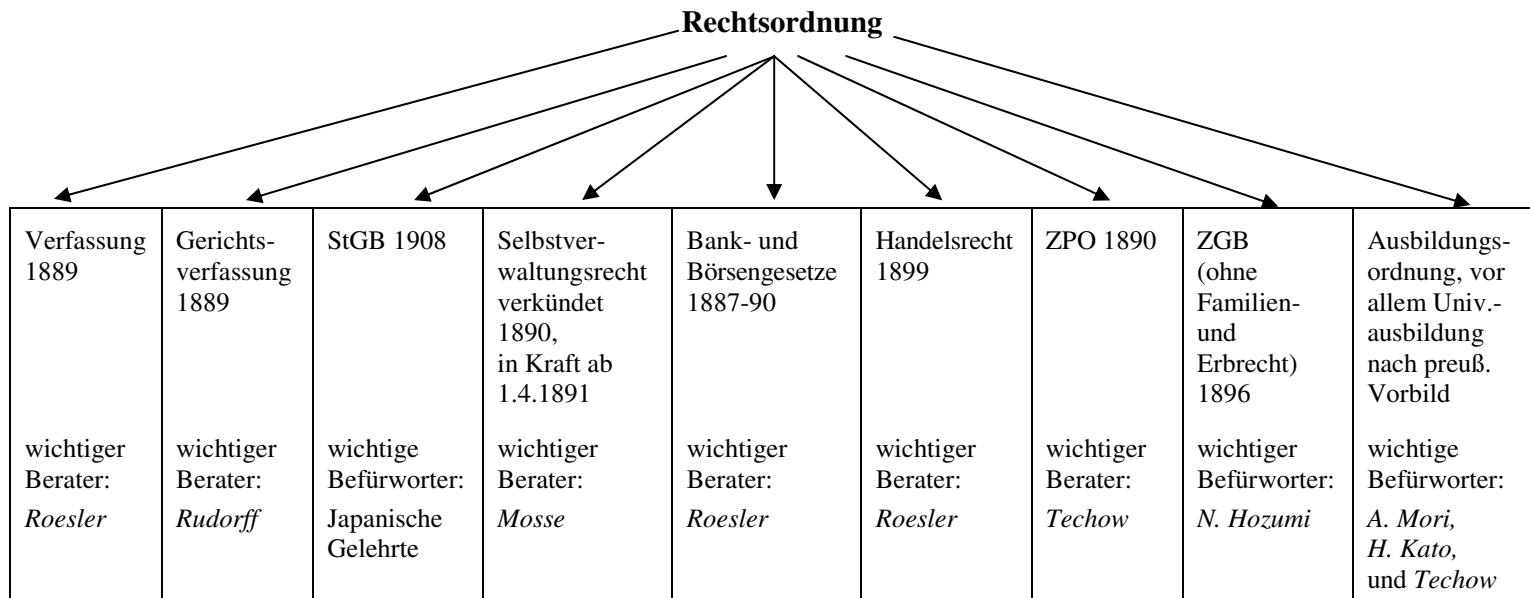 Rechtsordnung
Verfassung
1889
wichtiger
Berater:
Roesler
Gerichts-
verfassung
1889
wichtiger
Berater:
Rudorff
StGB 1908
wichtige
Befürworter:
Japanische
Gelehrte
Selbstver-
waltungsrecht
verkündet
1890,
in Kraft ab
1.4.1891
wichtiger
Berater:
Mosse
Bank- und
Börsengesetze
1887-90
wichtiger
Berater:
Roesler
Handelsrecht
1899
wichtiger
Berater:
Roesler
ZPO 1890
wichtiger
Berater:
Techow
ZGB
(ohne
Familien-
und
Erbrecht)
1896
wichtiger
Befürworter:
N. Hozumi
Ausbildungs-
ordnung, vor
allem Univ.-
ausbildung
nach preuß.
Vorbild
wichtige
Befürworter:
A. Mori,
H. Kato,
und Techow